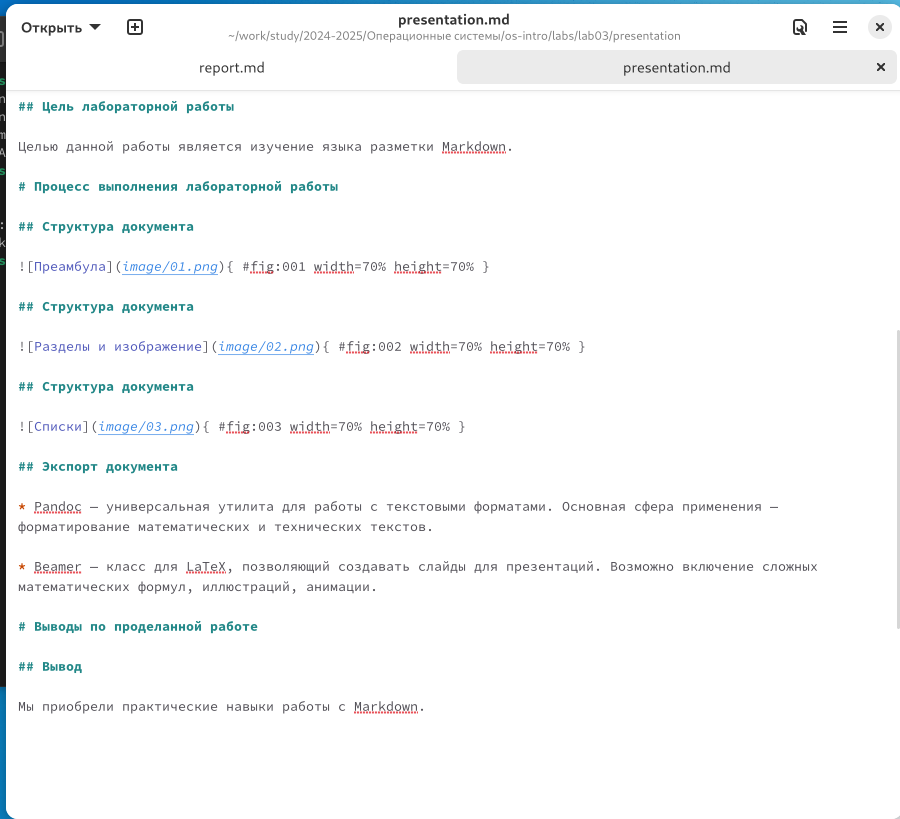 Открыть
presentation.md
~/work/study/2024-2025/Операционные системы/os-intro/labs/lab03/presentation
report.md
presentation.md
## Цель лабораторной работы
Целью данной работы является изучение языка разметки Markdown.
# Процесс выполнения лабораторной работы
## Структура документа
![Преамбула](image/01.png){ #fig:001 width=70% height=70% }
## Структура документа
![Разделы и изображение](image/02.png){ #fig:002 width=70% height=70% }
## Структура документа
![Списки](image/03.png){ #fig:003 width=70% height=70% }
## Экспорт документа
* Pandoc — универсальная утилита для работы с текстовыми форматами. Основная сфера применения —
форматирование математических и технических текстов.
* Beamer — класс для LaTeX, позволяющий создавать слайды для презентаций. Возможно включение сложных
математических формул, иллюстраций, анимации.
# Выводы по проделанной работе
## Вывод
Мы приобрели практические навыки работы с Markdown.